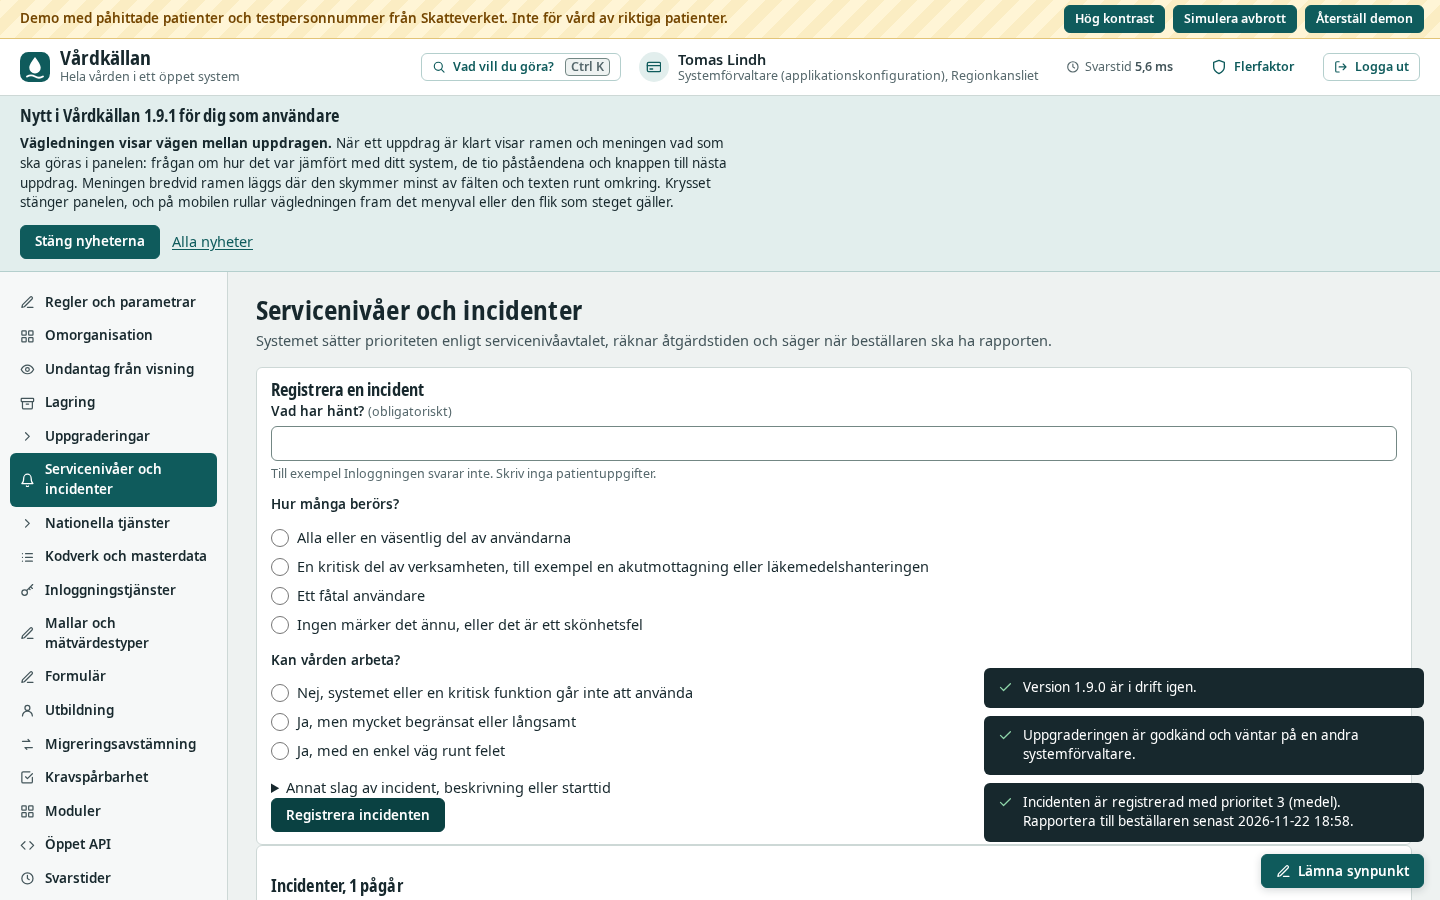 Demo med påhittade patienter och testpersonnummer från Skatteverket. Inte för vård av riktiga patienter.
Hög kontrast
Simulera avbrott
Återställ demon
Vårdkällan
Hela vården i ett öppet system
Vad vill du göra? Ctrl K
Tomas Lindh
Systemförvaltare (applikationskonfiguration), Regionkansliet
Svarstid 5,6 ms
Flerfaktor
Logga ut
Nytt i Vårdkällan 1.9.1 för dig som användare
Vägledningen visar vägen mellan uppdragen. När ett uppdrag är klart visar ramen och meningen vad som
ska göras i panelen: frågan om hur det var jämfört med ditt system, de tio påståendena och knappen till nästa
uppdrag. Meningen bredvid ramen läggs där den skymmer minst av fälten och texten runt omkring. Krysset
stänger panelen, och på mobilen rullar vägledningen fram det menyval eller den flik som steget gäller.
Stäng nyheterna
Alla nyheter
Regler och parametrar
Omorganisation
Undantag från visning
Lagring
Uppgraderingar
Servicenivåer och
incidenter
Nationella tjänster
Kodverk och masterdata
Inloggningstjänster
Mallar och
mätvärdestyper
Formulär
Utbildning
Migreringsavstämning
Kravspårbarhet
Moduler
Öppet API
Svarstider
Servicenivåer och incidenter
Systemet sätter prioriteten enligt servicenivåavtalet, räknar åtgärdstiden och säger när beställaren ska ha rapporten.
Registrera en incident
Vad har hänt? (obligatoriskt)
Till exempel Inloggningen svarar inte. Skriv inga patientuppgifter.
Hur många berörs?
Alla eller en väsentlig del av användarna
En kritisk del av verksamheten, till exempel en akutmottagning eller läkemedelshanteringen
Ett fåtal användare
Ingen märker det ännu, eller det är ett skönhetsfel
Kan vården arbeta?
Nej, systemet eller en kritisk funktion går inte att använda
Ja, men mycket begränsat eller långsamt
Ja, med en enkel väg runt felet
Annat slag av incident, beskrivning eller starttid
Registrera incidenten
Incidenter, 1 pågår
Version 1.9.0 är i drift igen.
Uppgraderingen är godkänd och väntar på en andra
systemförvaltare.
Incidenten är registrerad med prioritet 3 (medel).
Rapportera till beställaren senast 2026-11-22 18:58.
Lämna synpunkt